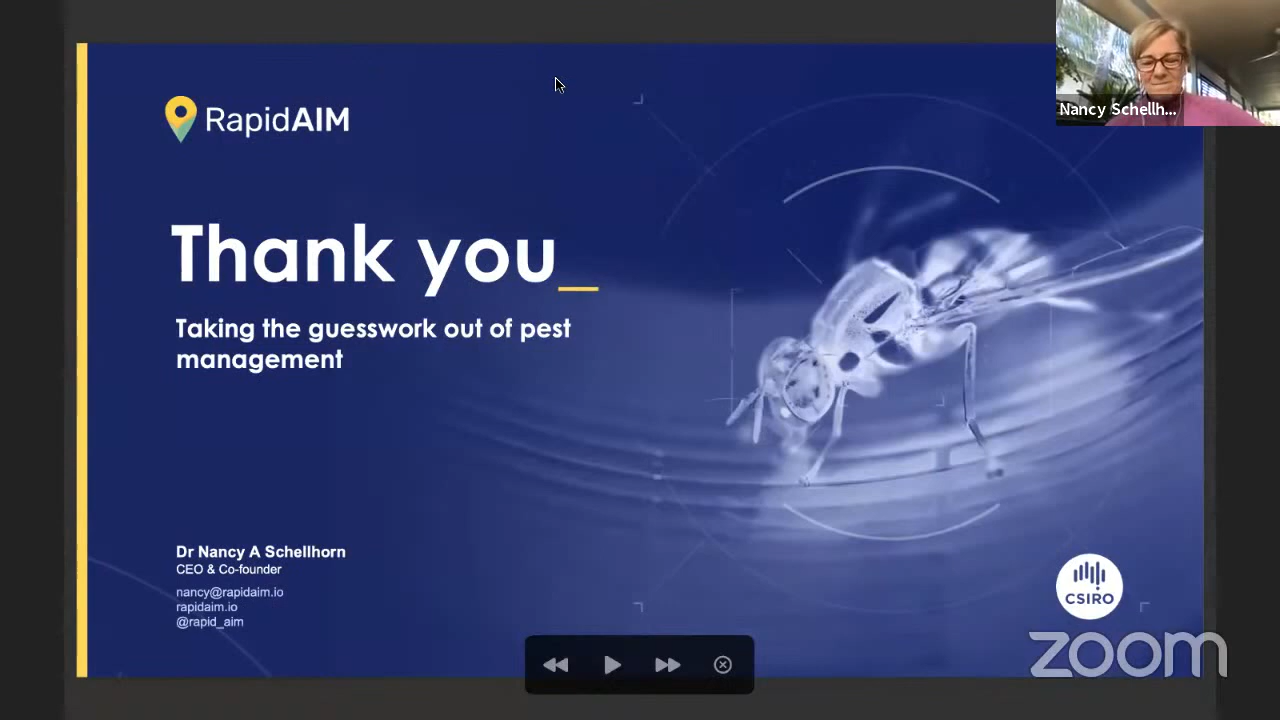 Nancy Schellh...
RapidAIM
Thank you_
Taking the guesswork out of pest
management
Dr Nancy A Schellhorn
CEO & Co-founder
nancy@rapidaim.io
rapidaim.io
@rapid_aim
CSIRO
zoom